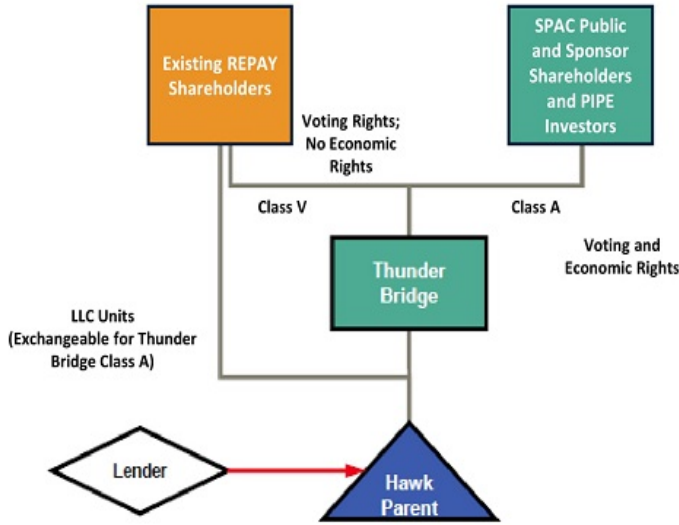 Existing REPAY
Shareholders
SPAC Public
and Sponsor
Shareholders
and PIPE
Investors
Voting Rights;
No Economic
Rights
Class V
Class A
Thunder
Bridge
Voting and
Economic Rights
LLC Units
(Exchangeable for Thunder
Bridge Class A)
Lender
Hawk
Parent